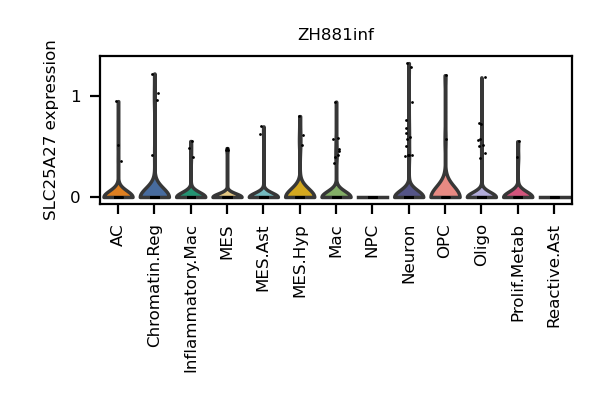 ZH881inf
SLC25A27 expression
1
0
AC
Chromatin.Reg
Inflammatory.Mac
MES
MES.Ast
MES.Hyp
Mac
NPC
Neuron
OPC
Oligo
Prolif.Metab
Reactive.Ast